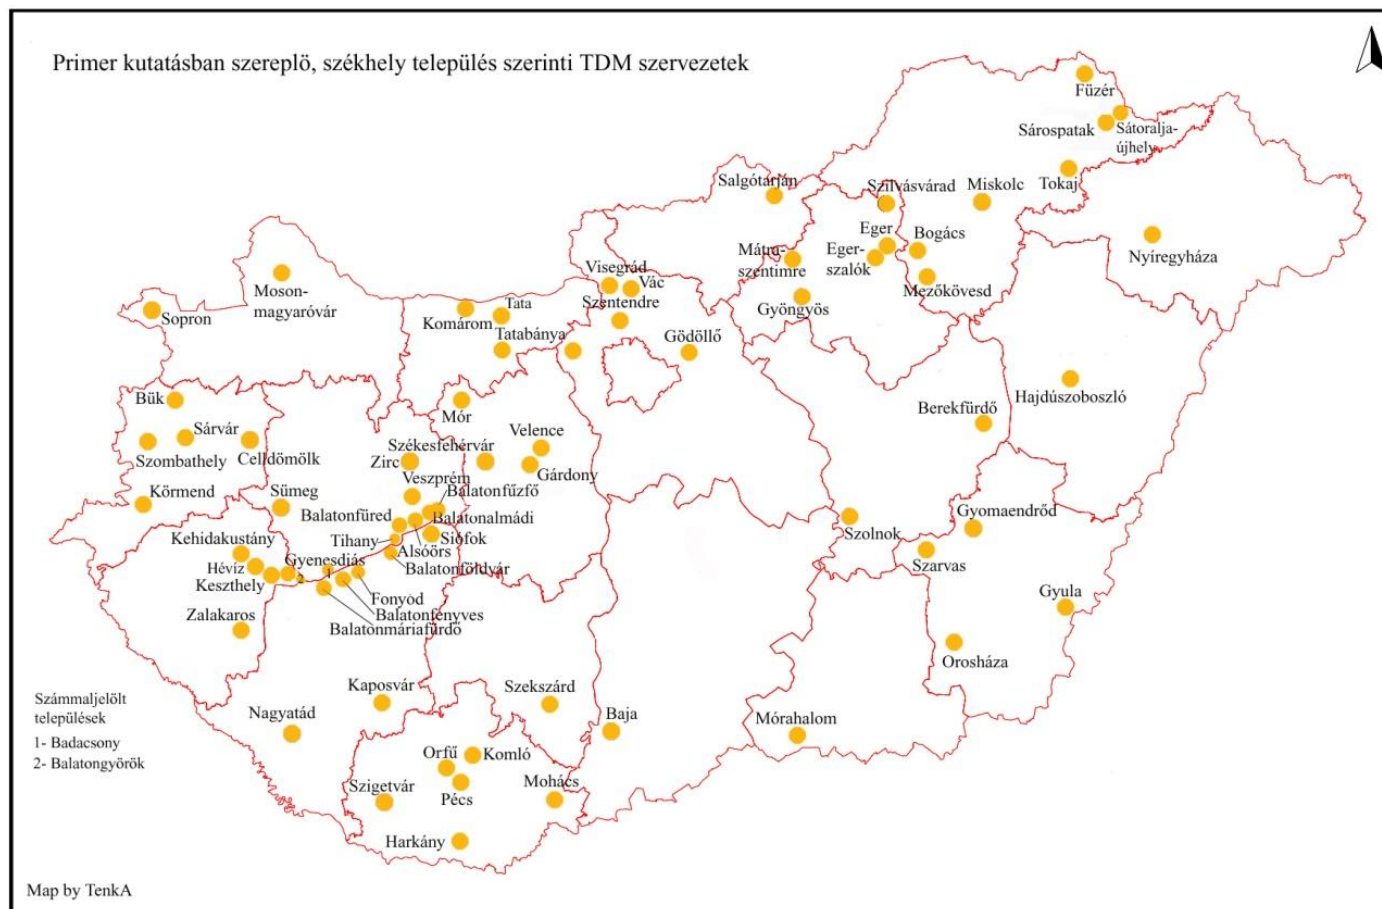 Primer kutatásban szereplö, székhely település szerinti TDM szervezetek
Füzér
Sárospatak
Sátoralja-
újhely
Tokaj
Salgótarján
Szilvásvárad
Miskolc
Eger
Bogács
Eger-
szalók
Mátra-
szentimre
Nyíregyháza
Mezőkövesd
Gyöngyös
Visegrád
Vác
Szentendre
Moson-
magyaróvár
Sopron
Tata
Komárom
Tatabánya
Gödöllő
Hajdúszoboszló
Bük
Mór
Berekfürdő
Sárvár
Velence
Székesfehérvár
Szombathely
Celldömölk
Zirc
Gárdony
Veszprém
Körmend
Sümeg
Balatonfűzfő
Balatonfüred
Balatonalmádi
Gyomaendrőd
Szolnok
Kehidakustány
Tihany
Siófok
Alsóörs
Gyenesdiás
Szarvas
Hévíz
Balatonföldvár
1
2
Keszthely
Fonyód
Gyula
Zalakaros
Balatonfenyves
Balatonmáriafürdő
Orosháza
Kaposvár
Szekszárd
Számmaljelölt
települések
1- Badacsony
2- Balatongyörök
Nagyatád
Baja
Mórahalom
Orfű
Komló
Szigetvár
Pécs
Mohács
Harkány
Map by TenkA